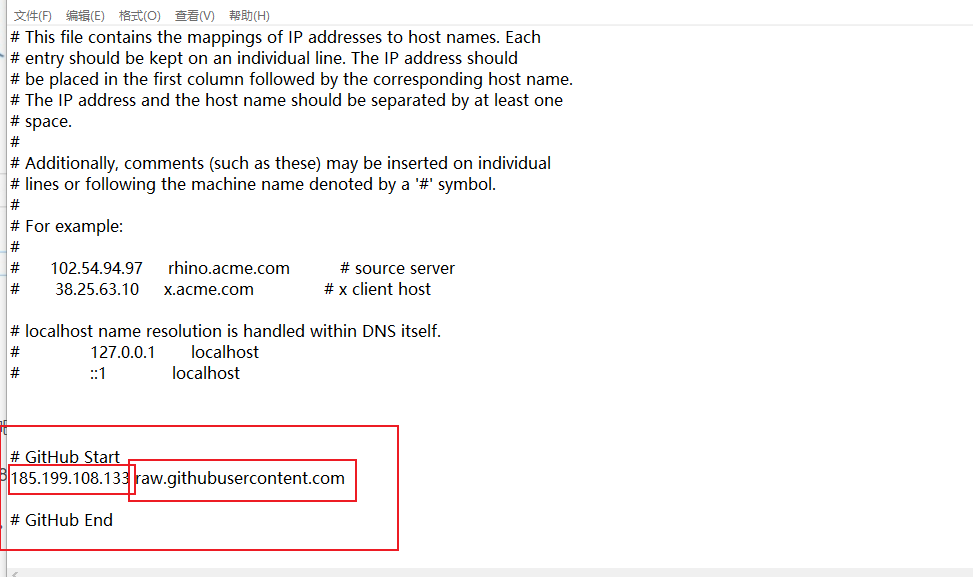 文件(F) 编辑(E) 格式(O) 查看(V) 帮助(H)
# This file contains the mappings of IP addresses to host names. Each
# entry should be kept on an individual line. The IP address should
# be placed in the first column followed by the corresponding host name.
# The IP address and the host name should be separated by at least one
# space.
#
# Additionally, comments (such as these) may be inserted on individual
# lines or following the machine name denoted by a '#' symbol.
#
# For example:
#
# 102.54.94.97 rhino.acme.com # source server
# 38.25.63.10 x.acme.com # x client host
# localhost name resolution is handled within DNS itself.
# 127.0.0.1 localhost
# ::1 localhost
# GitHub Start
185.199.108.133 raw.githubusercontent.com
# GitHub End